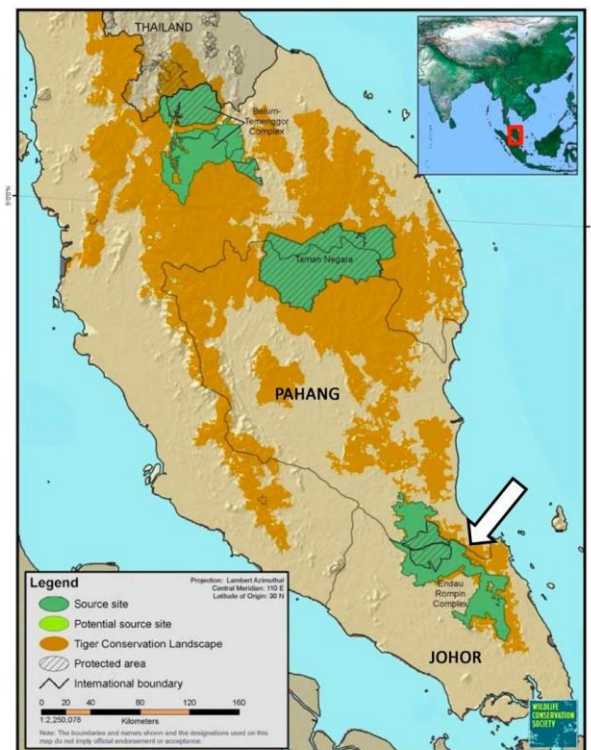 THAILAND
Belum-
Temenggor
Complex
5°0'0"N
Taman Negara
PAHANG
Endau
Rompin
Complex
JOHOR
Legend
Projection: Lambert Azimuthal
Central Meridian: 110 E
Latitude of Origin: 30 N
Source site
Potential source site
Tiger Conservation Landscape
Protected area
International boundary
0 20 40 80 120 160
1:2,250,078 Kilometers
Note: The boundaries and names shown and the designations used on this
map do not imply official endorsement or acceptance.
WILDLIFE
CONSERVATION
SOCIETY